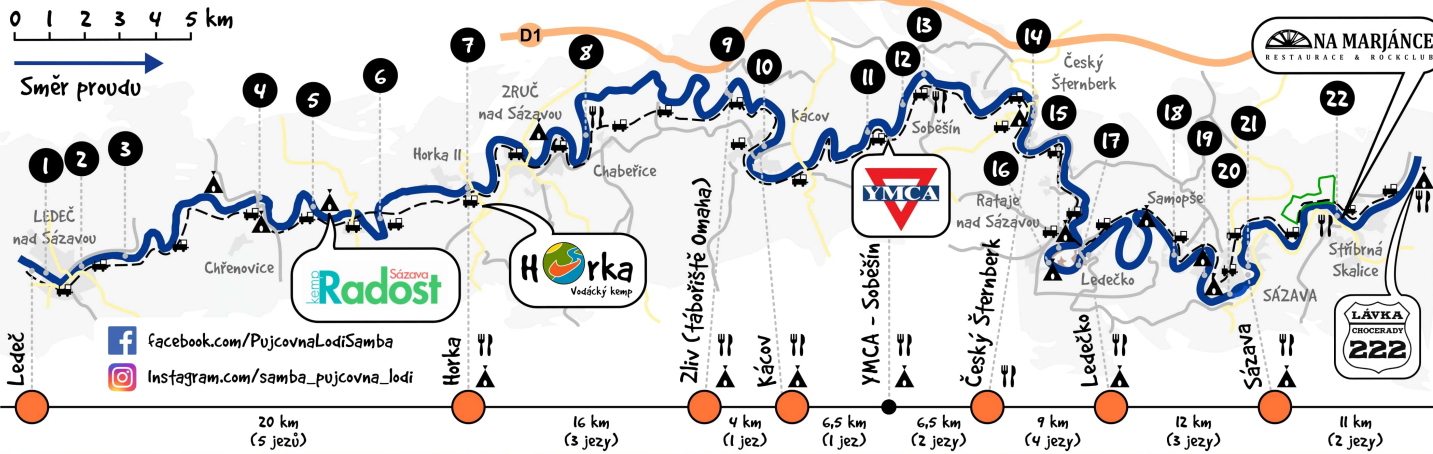 0 1 2 3 4 5 km
Směr proudu
D1
NA MARJÁNCE
RESTAURACE & ROCKCLUB
1
2
3
4
5
6
7
8
9
10
11
12
13
14
15
16
17
18
19
20
21
22
LEDEČ
nad Sázavou
Chřenovice
Horka II
ZRUČ
nad Sázavou
Chabeřice
Kácov
Soběšín
Český
Šternberk
Rataje
nad Sázavou
Ledečko
Samopše
SÁZAVA
Stříbrná
Skalice
kemp
Radost
Sázava
Horka
Vodácký kemp
YMCA
LÁVKA
CHOCERADY
222
facebook.com/PujcovnaLodiSamba
Instagram.com/samba_pujcovna_lodi
Ledeč
Horka
Zliv (tábořiště Omaha)
Kácov
YMCA - Soběšín
Český Šternberk
Ledečko
Sázava
20 km
(5 jezů)
16 km
(3 jezy)
4 km
(1 jez)
6,5 km
(1 jez)
6,5 km
(2 jezy)
9 km
(4 jezy)
12 km
(3 jezy)
11 km
(2 jezy)